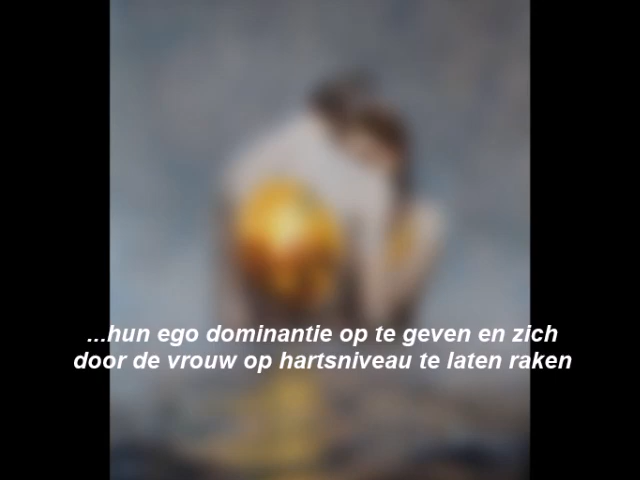 ...hun ego dominantie op te geven en zich
door de vrouw op hartsniveau te laten raken